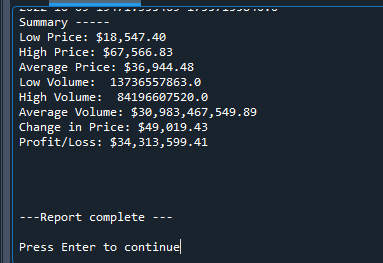 Summary -----
Low Price: $18,547.40
High Price: $67,566.83
Average Price: $36,944.48
Low Volume:  13736557863.0
High Volume:  84196607520.0
Average Volume: $30,983,467,549.89
Change in Price: $49,019.43
Profit/Loss: $34,313,599.41
---Report complete ---
Press Enter to continue